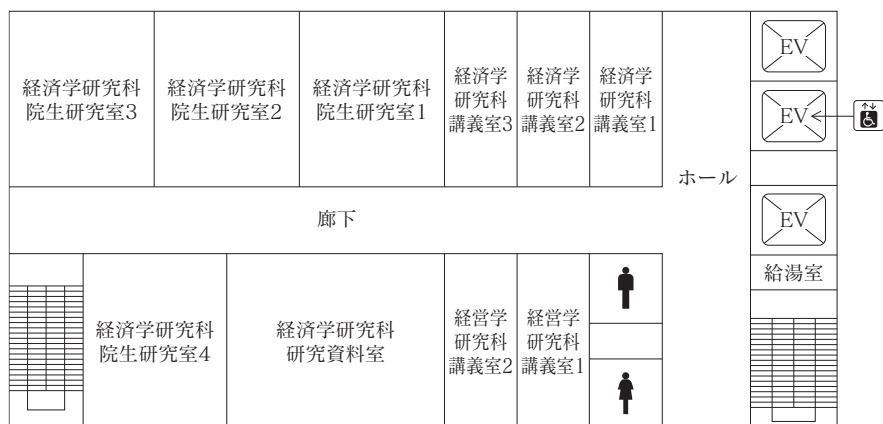 経済学研究科
院生研究室3
経済学研究科
院生研究室2
経済学研究科
院生研究室1
経済学
研究科
講義室3
経済学
研究科
講義室2
経済学
研究科
講義室1
ホール
EV
EV
EV
廊下
給湯室
経済学研究科
院生研究室4
経済学研究科
研究資料室
経営学
研究科
講義室2
経営学
研究科
講義室1